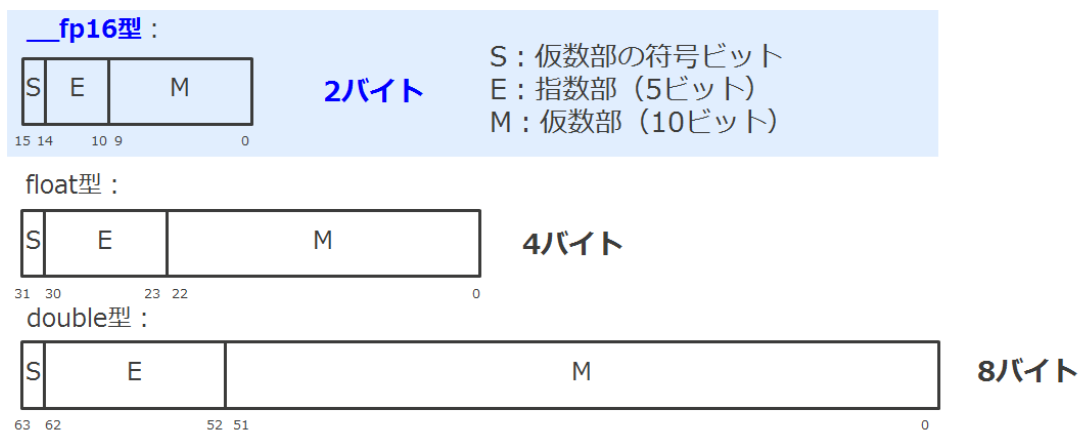 __fp16型：
S E M
2バイト
S：仮数部の符号ビット
E：指数部（5ビット）
M：仮数部（10ビット）
15 14 10 9 0
float型：
S E M
4バイト
31 30 23 22 0
double型：
S E M
8バイト
63 62 52 51 0